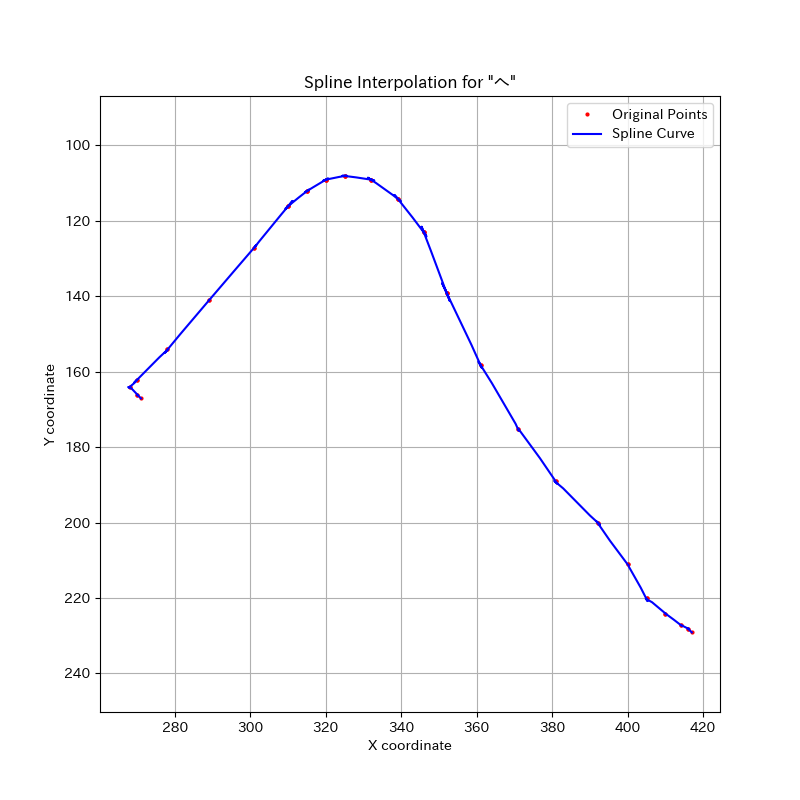 Spline Interpolation for "へ"
Original Points
Spline Curve
100
120
140
160
180
200
220
240
Y coordinate
280 300 320 340 360 380 400 420
X coordinate